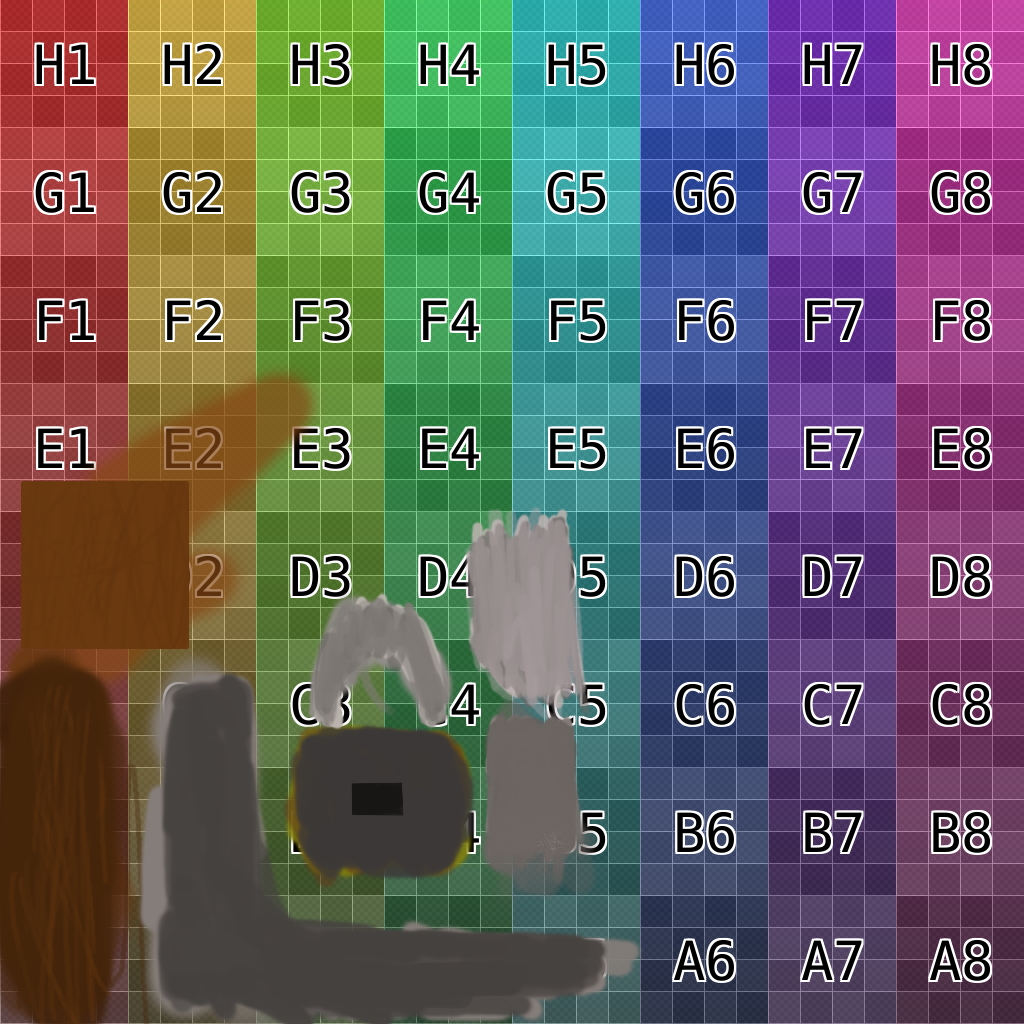 H1 H2 H3 H4 H5 H6 H7 H8
G1 G2 G3 G4 G5 G6 G7 G8
F1 F2 F3 F4 F5 F6 F7 F8
E1 E2 E3 E4 E5 E6 E7 E8
D3 D4 D6 D7 D8
C3 C6 C7 C8
B6 B7 B8
A6 A7 A8